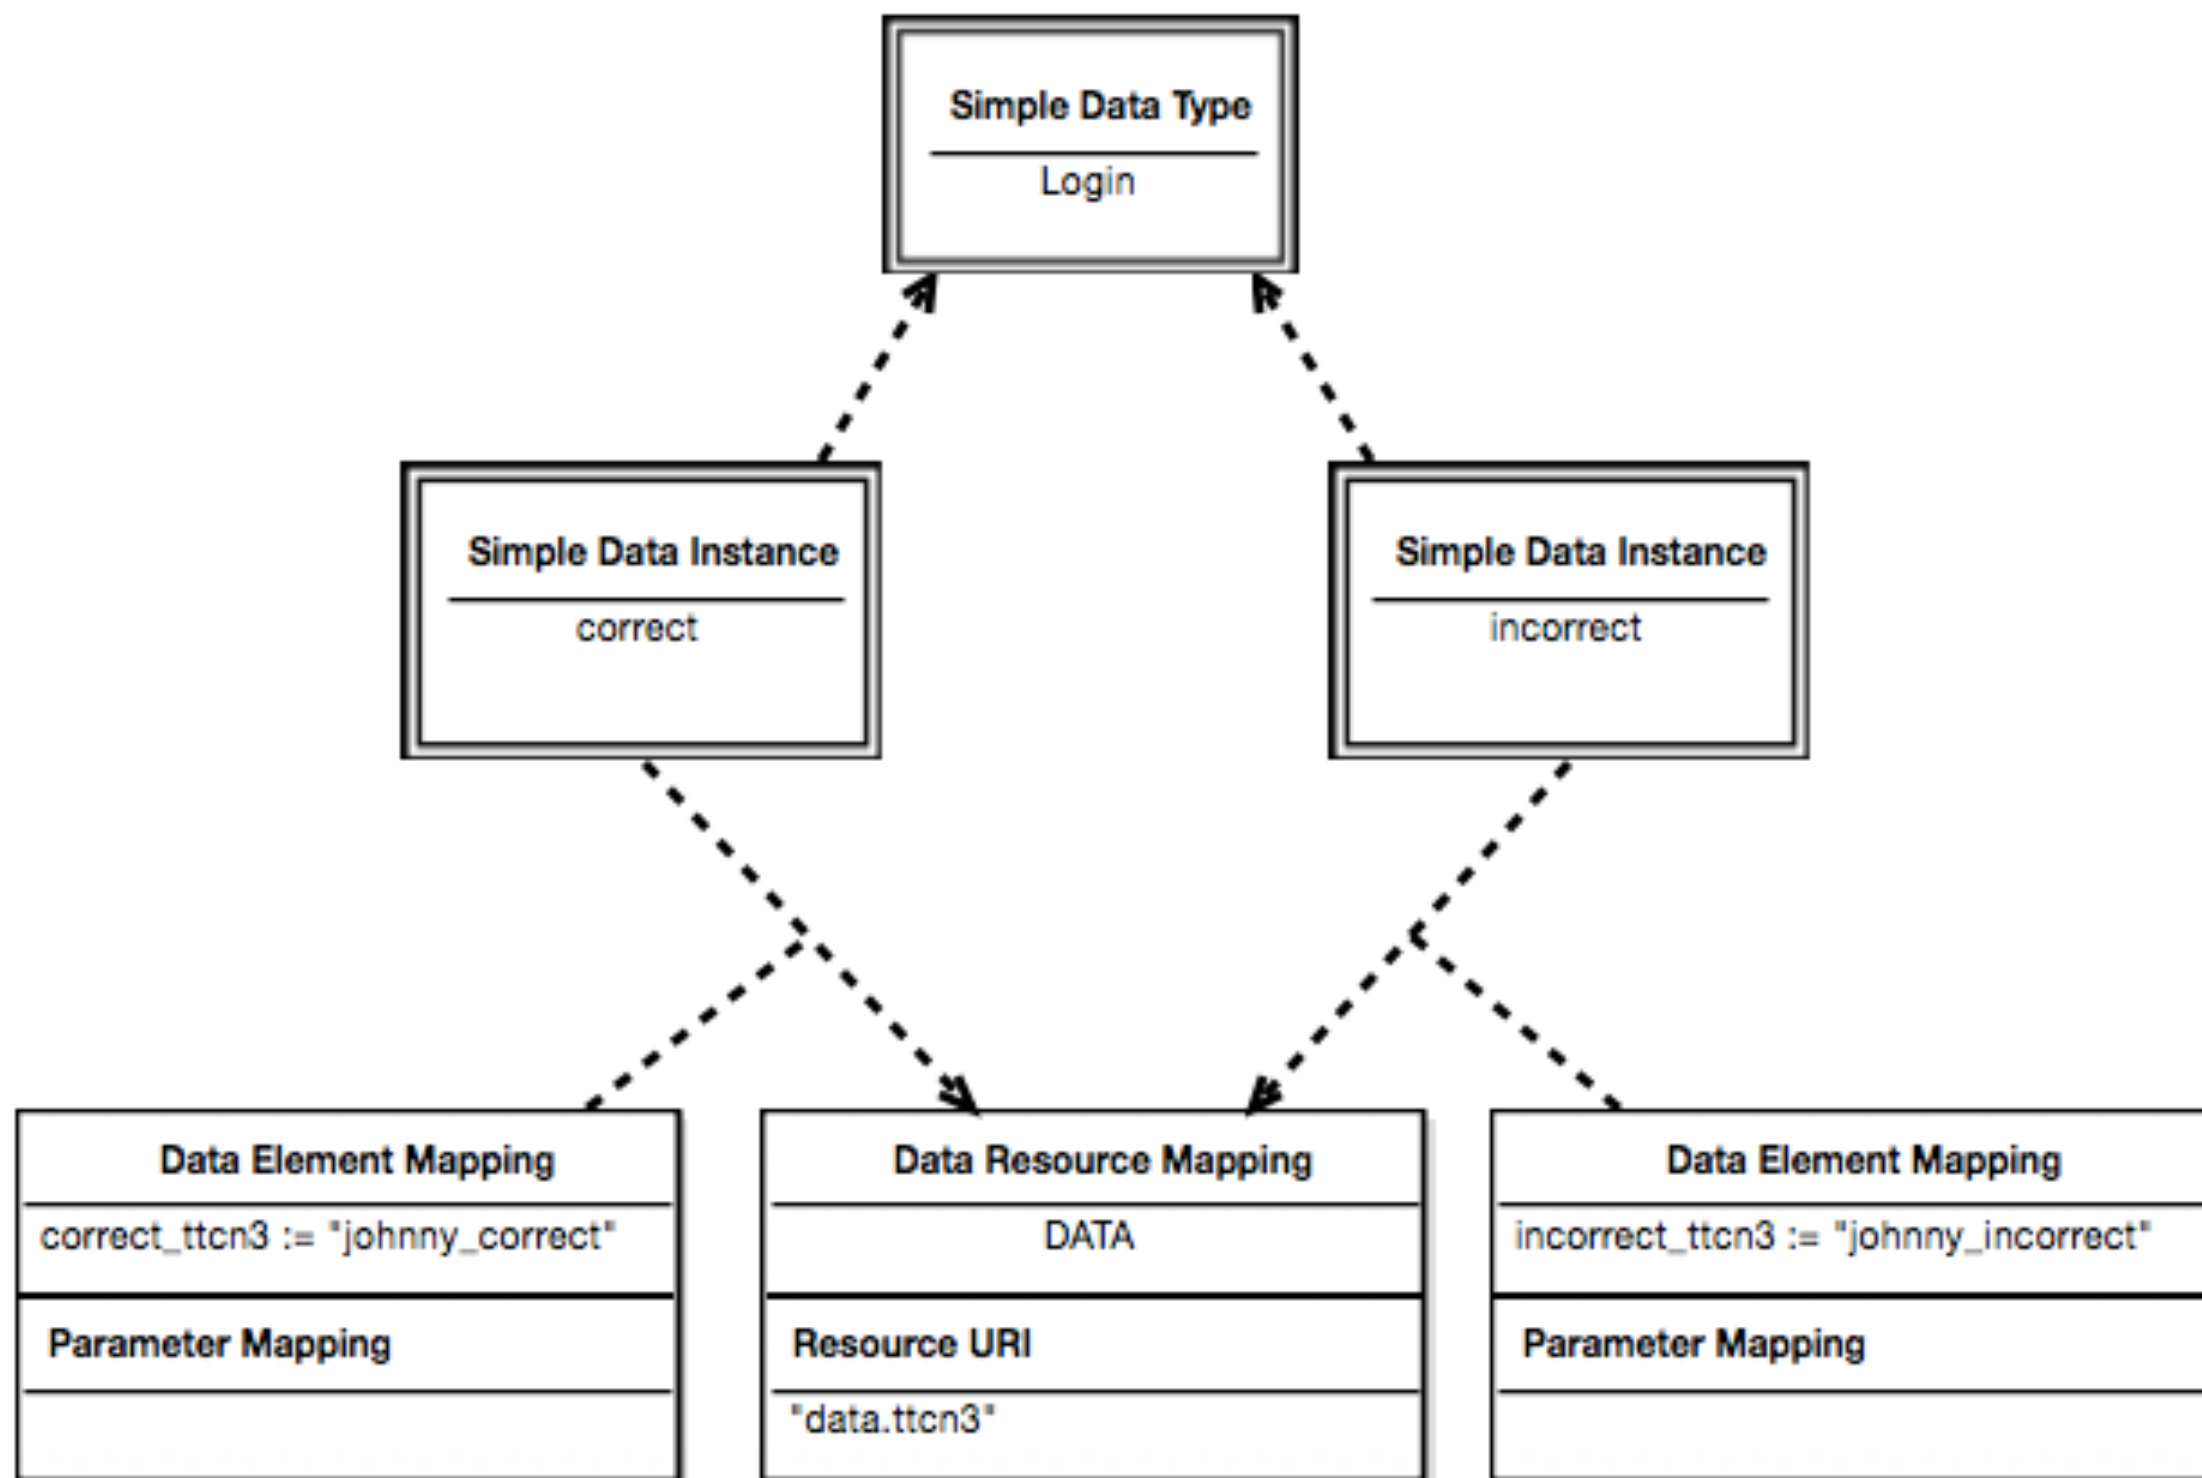 Simple Data Type
Login
Simple Data Instance
correct
Simple Data Instance
incorrect
Data Element Mapping
correct_ttcn3 := "johnny_correct"
Parameter Mapping
Data Resource Mapping
DATA
Resource URI
"data.ttcn3"
Data Element Mapping
incorrect_ttcn3 := "johnny_incorrect"
Parameter Mapping